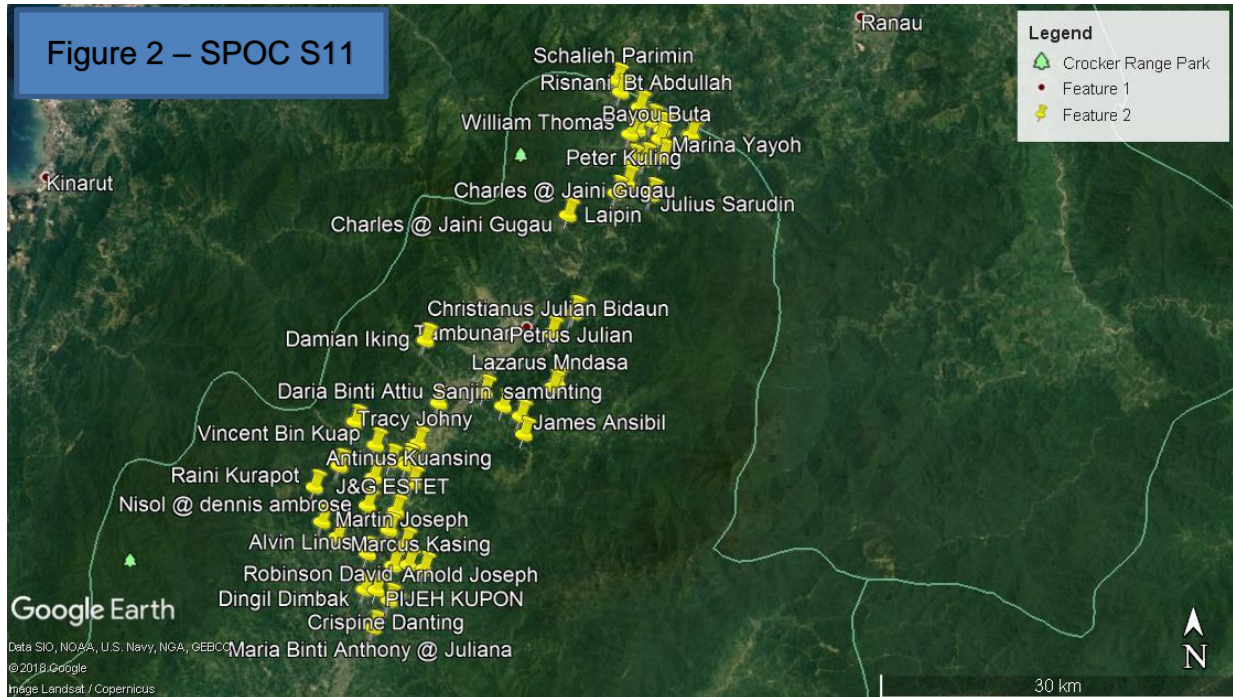 Figure 2 – SPOC S11
Ranau
Legend
Crocker Range Park
Feature 1
Feature 2
Schalieh Parimin
Risnani Bt Abdullah
Bayou Buta
William Thomas
Marina Yayoh
Peter Kuling
Kinarut
Charles @ Jaini Gugau
Julius Sarudin
Laipin
Charles @ Jaini Gugau
Christianus Julian Bidaun
Tambunan
Petrus Julian
Damian Iking
Lazarus Mndasa
Daria Binti Attiu
Sanjin samunting
Tracy Johny
James Ansibil
Vincent Bin Kuap
Antinus Kuansing
Raini Kurapot
J&G ESTET
Nisol @ dennis ambrose
Martin Joseph
Alvin Linus
Marcus Kasing
Robinson David
Arnold Joseph
Dingil Dimbak
PIJEH KUPON
Google Earth
Crispine Danting
Maria Binti Anthony @ Juliana
Data SIO, NOAA, U.S. Navy, NGA, GEBCO
© 2018 Google
Image Landsat / Copernicus
N
30 km